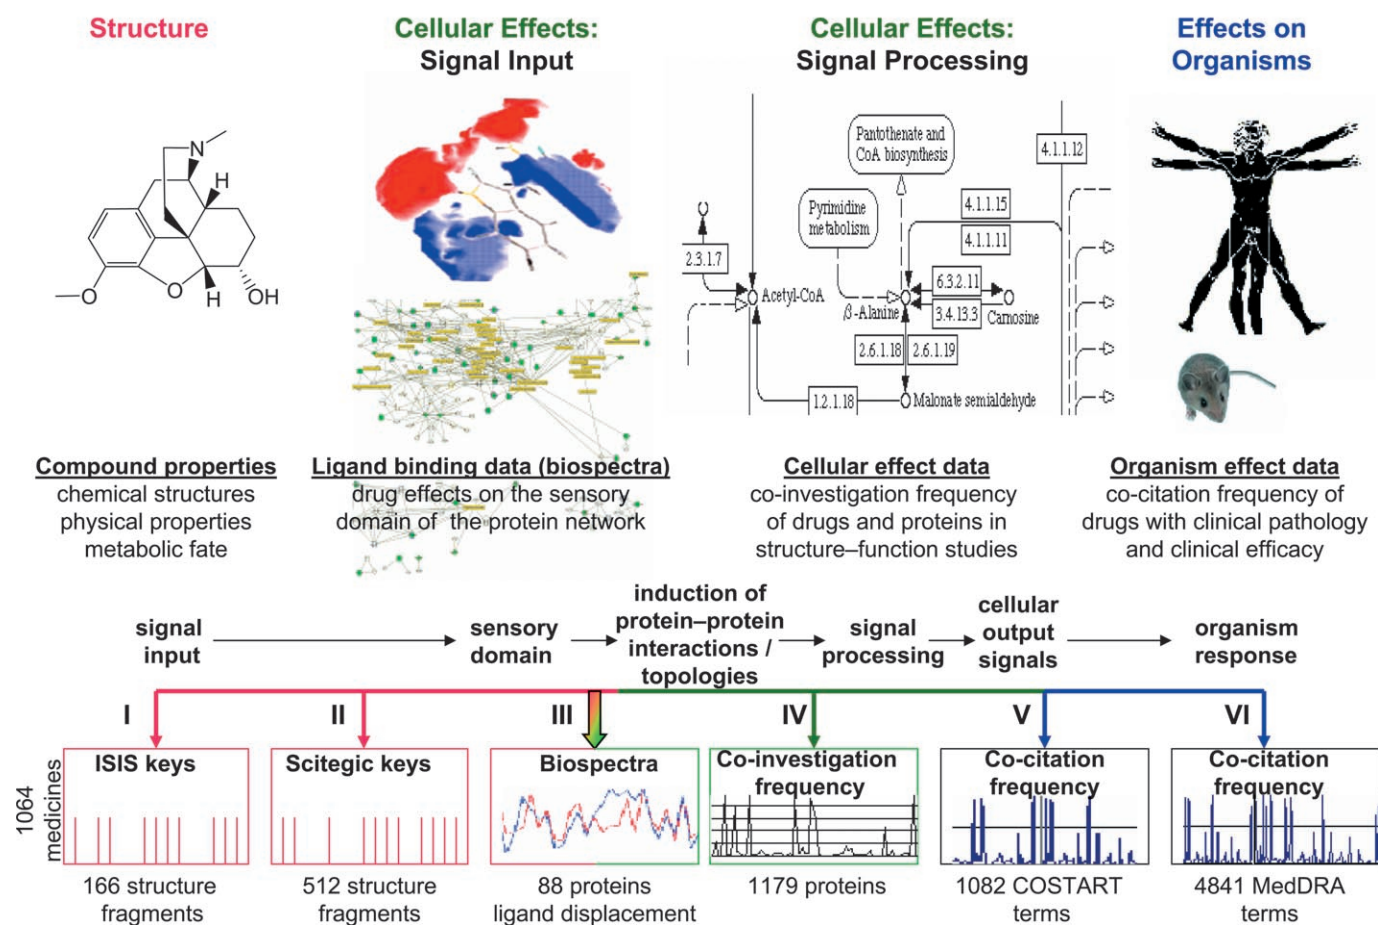 Structure
Cellular Effects:
Signal Input
Cellular Effects:
Signal Processing
Effects on
Organisms
N
H
O
H
OH
O
Pantothenate and
CoA biosynthesis
4.1.1.12
Pyrimidine
metabolism
4.1.1.15
4.1.1.11
2.3.1.7
6.3.2.11
Acetyl-CoA
β-Alanine
3.4.13.3
Carnosine
2.6.1.18
2.6.1.19
1.2.1.18
Malonate semialdehyde
Compound properties
chemical structures
physical properties
metabolic fate
Ligand binding data (biospectra)
drug effects on the sensory
domain of the protein network
Cellular effect data
co-investigation frequency
of drugs and proteins in
structure–function studies
Organism effect data
co-citation frequency of
drugs with clinical pathology
and clinical efficacy
signal
input
sensory
domain
induction of
protein–protein
interactions /
topologies
signal
processing
cellular
output
signals
organism
response
I
II
III
IV
V
VI
1064
medicines
ISIS keys
Scitegic keys
Biospectra
Co-investigation
frequency
Co-citation
frequency
Co-citation
frequency
166 structure
fragments
512 structure
fragments
88 proteins
ligand displacement
1179 proteins
1082 COSTART
terms
4841 MedDRA
terms